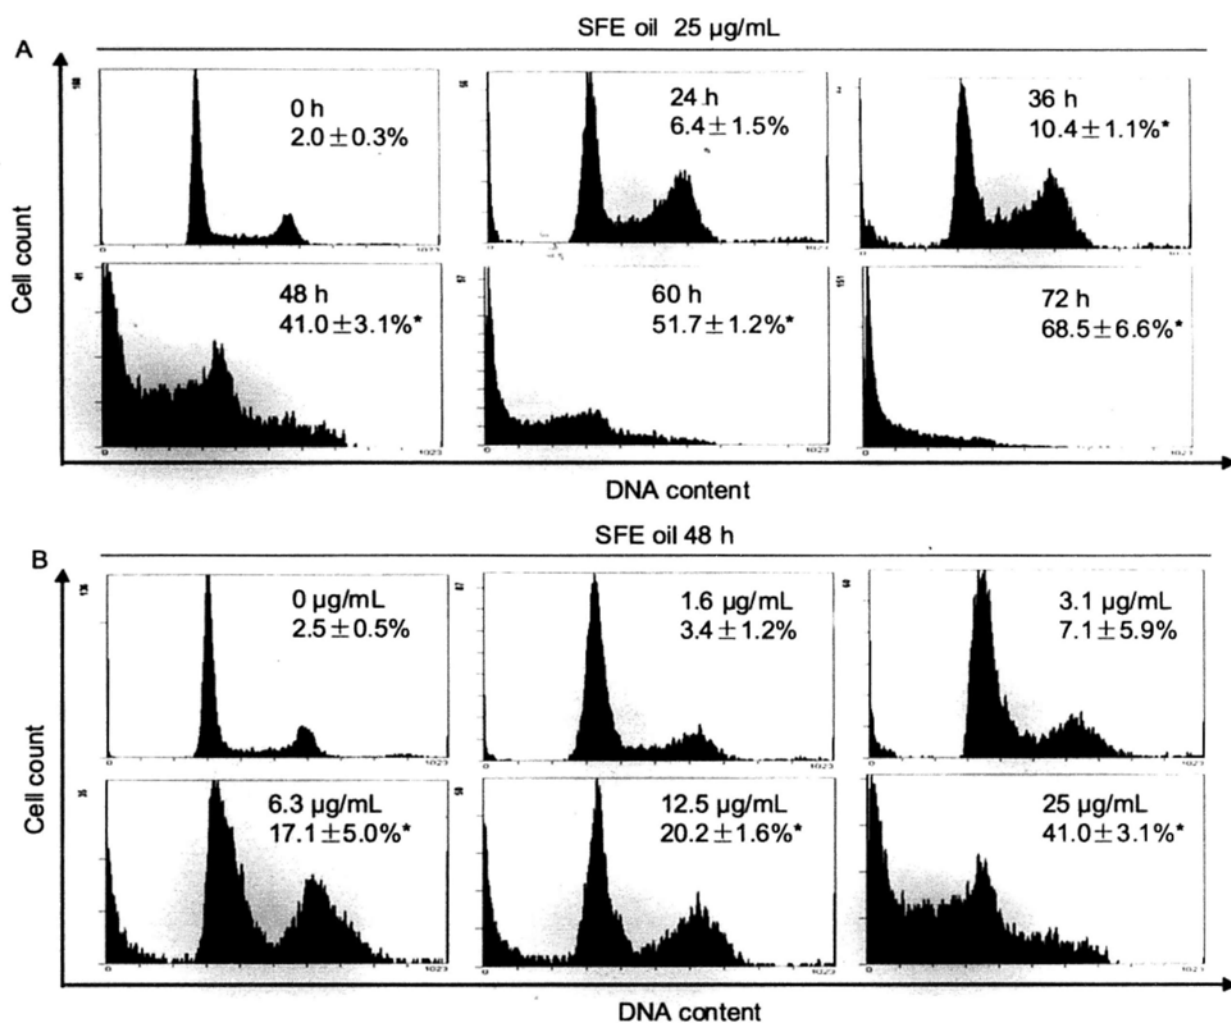 SFE oil 25 µg/mL
A
0 h
2.0±0.3%
24 h
6.4±1.5%
36 h
10.4±1.1%*
48 h
41.0±3.1%*
60 h
51.7±1.2%*
72 h
68.5±6.6%*
Cell count
DNA content
SFE oil 48 h
B
0 µg/mL
2.5±0.5%
1.6 µg/mL
3.4±1.2%
3.1 µg/mL
7.1±5.9%
6.3 µg/mL
17.1±5.0%*
12.5 µg/mL
20.2±1.6%*
25 µg/mL
41.0±3.1%*
Cell count
DNA content